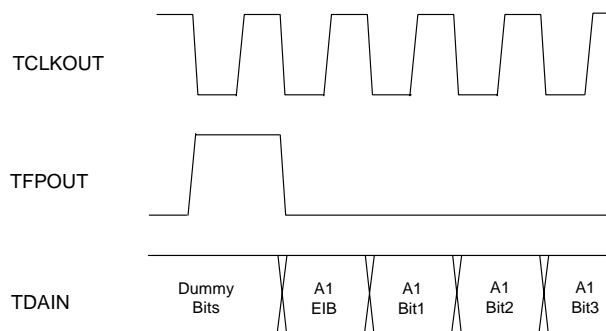 TCLKOUT
TFPOUT
TDAIN
Dummy
Bits
A1
EIB
A1
Bit1
A1
Bit2
A1
Bit3